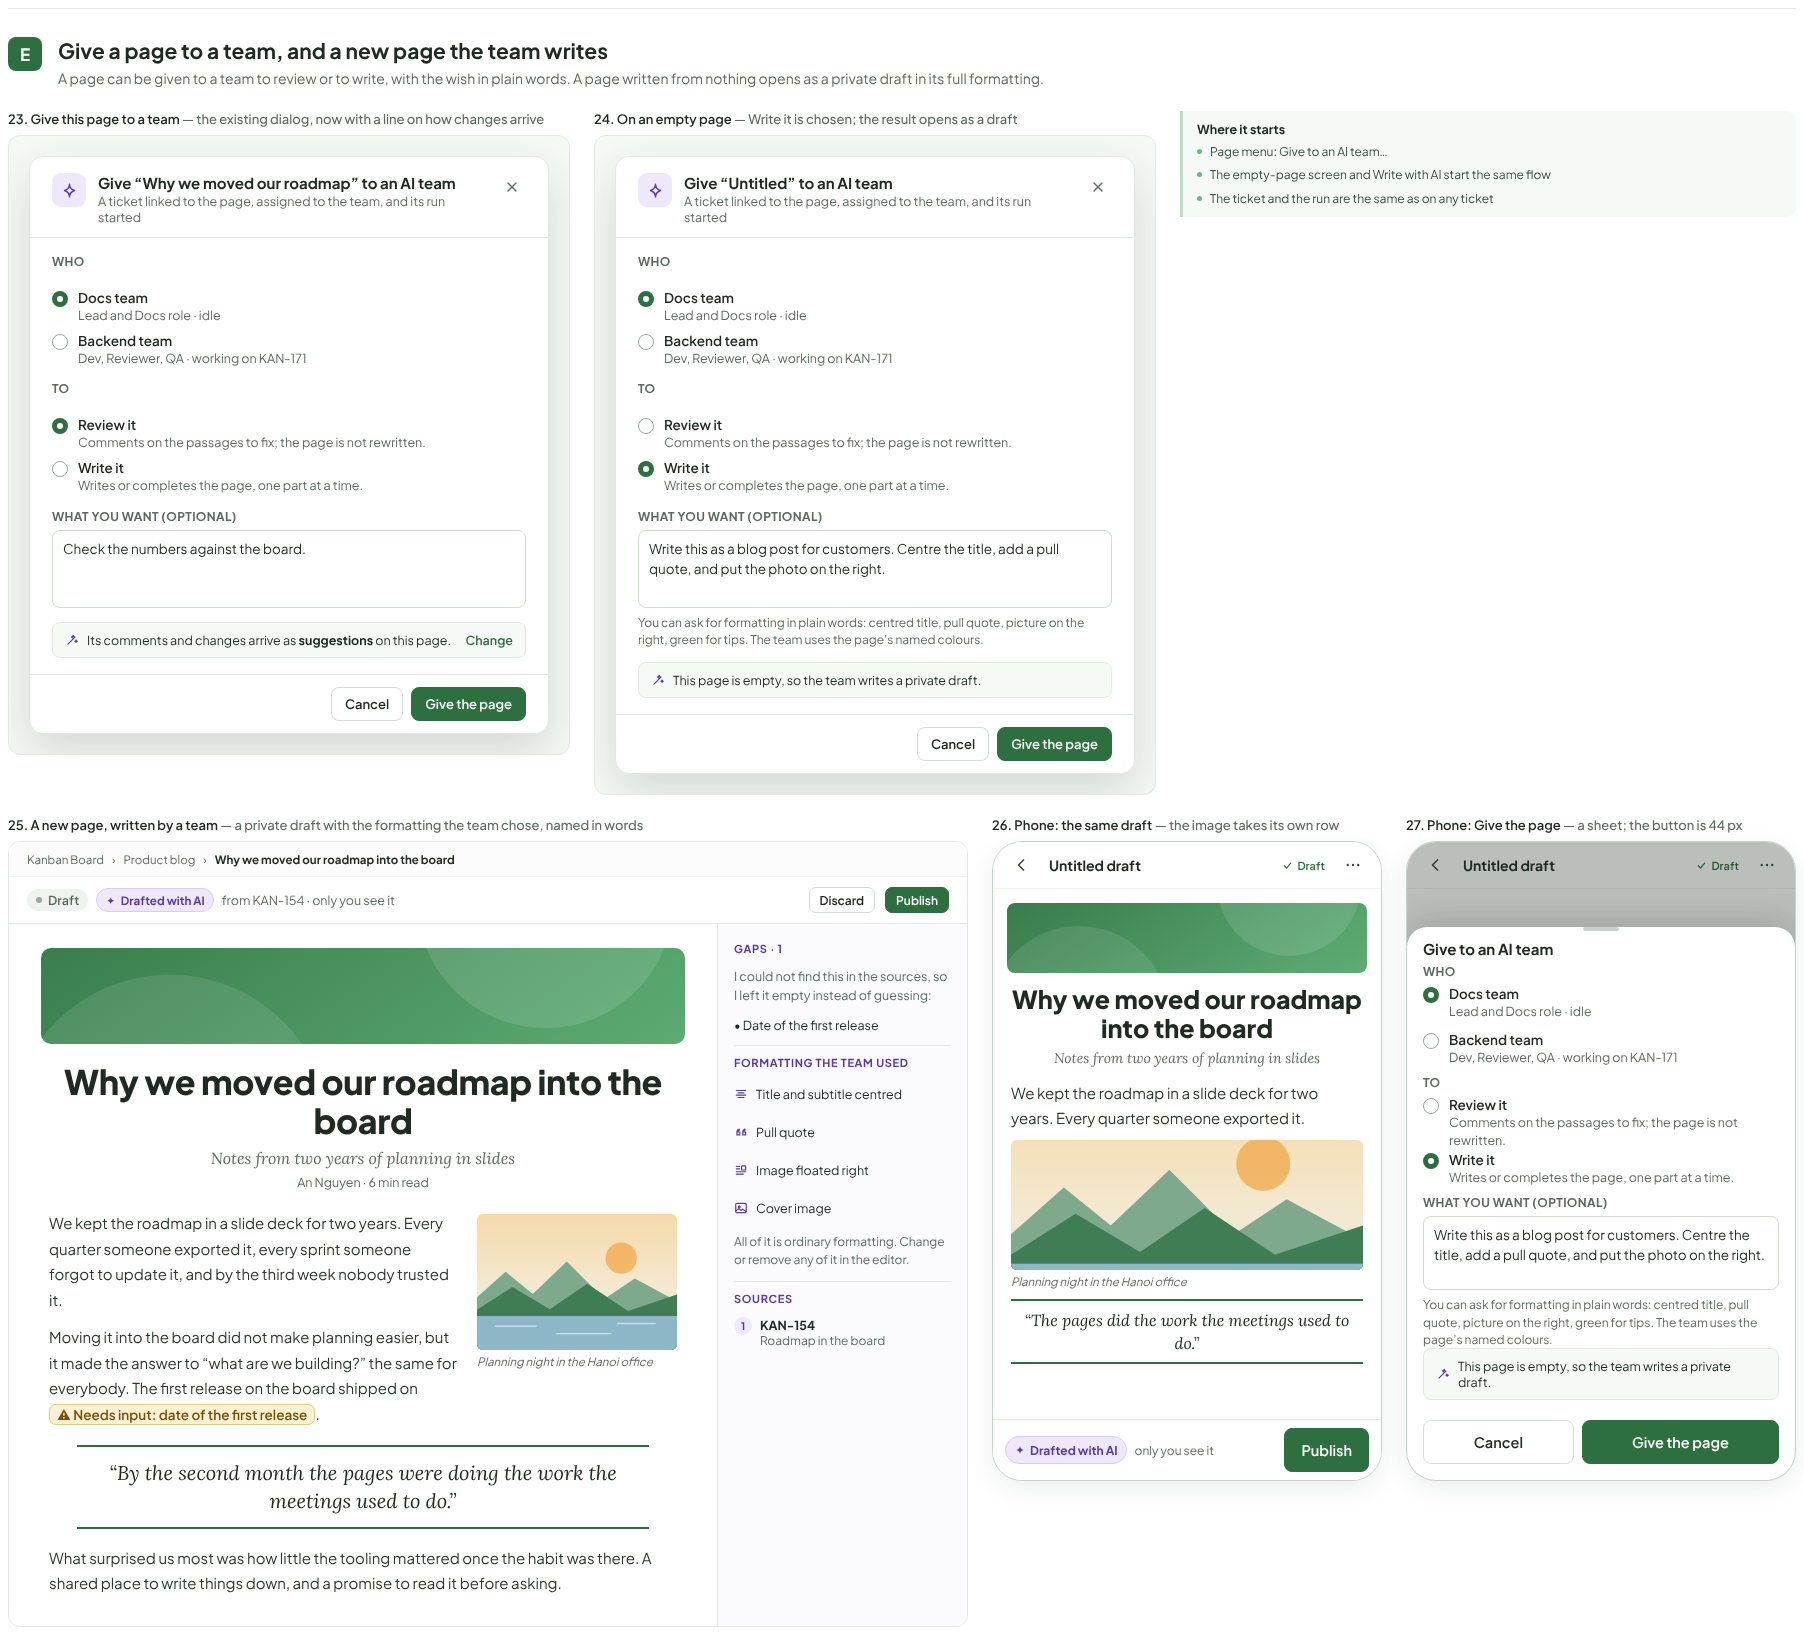 E
Give a page to a team, and a new page the team writes
A page can be given to a team to review or to write, with the wish in plain words. A page written from nothing opens as a private draft in its full formatting.
23. Give this page to a team — the existing dialog, now with a line on how changes arrive
Give “Why we moved our roadmap” to an AI team
A ticket linked to the page, assigned to the team, and its run
started
WHO
Docs team
Lead and Docs role · idle
Backend team
Dev, Reviewer, QA · working on KAN-171
TO
Review it
Comments on the passages to fix; the page is not rewritten.
Write it
Writes or completes the page, one part at a time.
WHAT YOU WANT (OPTIONAL)
Check the numbers against the board.
Its comments and changes arrive as suggestions on this page. Change
Cancel
Give the page
24. On an empty page — Write it is chosen; the result opens as a draft
Give “Untitled” to an AI team
A ticket linked to the page, assigned to the team, and its run
started
WHO
Docs team
Lead and Docs role · idle
Backend team
Dev, Reviewer, QA · working on KAN-171
TO
Review it
Comments on the passages to fix; the page is not rewritten.
Write it
Writes or completes the page, one part at a time.
WHAT YOU WANT (OPTIONAL)
Write this as a blog post for customers. Centre the title, add a pull
quote, and put the photo on the right.
You can ask for formatting in plain words: centred title, pull quote, picture on the
right, green for tips. The team uses the page’s named colours.
This page is empty, so the team writes a private draft.
Cancel
Give the page
Where it starts
Page menu: Give to an AI team…
The empty-page screen and Write with AI start the same flow
The ticket and the run are the same as on any ticket
25. A new page, written by a team — a private draft with the formatting the team chose, named in words
Kanban Board › Product blog › Why we moved our roadmap into the board
Draft
Drafted with AI
from KAN-154 · only you see it
Discard
Publish
Why we moved our roadmap into the
board
Notes from two years of planning in slides
An Nguyen · 6 min read
We kept the roadmap in a slide deck for two years. Every
quarter someone exported it, every sprint someone
forgot to update it, and by the third week nobody trusted
it.
Moving it into the board did not make planning easier, but
it made the answer to “what are we building?” the same for
everybody. The first release on the board shipped on
Needs input: date of the first release.
Planning night in the Hanoi office
“By the second month the pages were doing the work the
meetings used to do.”
What surprised us most was how little the tooling mattered once the habit was there. A
shared place to write things down, and a promise to read it before asking.
GAPS · 1
I could not find this in the sources, so
I left it empty instead of guessing:
• Date of the first release
FORMATTING THE TEAM USED
Title and subtitle centred
Pull quote
Image floated right
Cover image
All of it is ordinary formatting. Change
or remove any of it in the editor.
SOURCES
1 KAN-154
Roadmap in the board
26. Phone: the same draft — the image takes its own row
Untitled draft
Draft
Why we moved our roadmap
into the board
Notes from two years of planning in slides
We kept the roadmap in a slide deck for two
years. Every quarter someone exported it.
Planning night in the Hanoi office
“The pages did the work the meetings used to
do.”
Drafted with AI
only you see it
Publish
27. Phone: Give the page — a sheet; the button is 44 px
Untitled draft
Draft
Give to an AI team
WHO
Docs team
Lead and Docs role · idle
Backend team
Dev, Reviewer, QA · working on KAN-171
TO
Review it
Comments on the passages to fix; the page is not
rewritten.
Write it
Writes or completes the page, one part at a time.
WHAT YOU WANT (OPTIONAL)
Write this as a blog post for customers. Centre the
title, add a pull quote, and put the photo on the right.
You can ask for formatting in plain words: centred title, pull
quote, picture on the right, green for tips. The team uses the
page’s named colours.
This page is empty, so the team writes a private
draft.
Cancel
Give the page